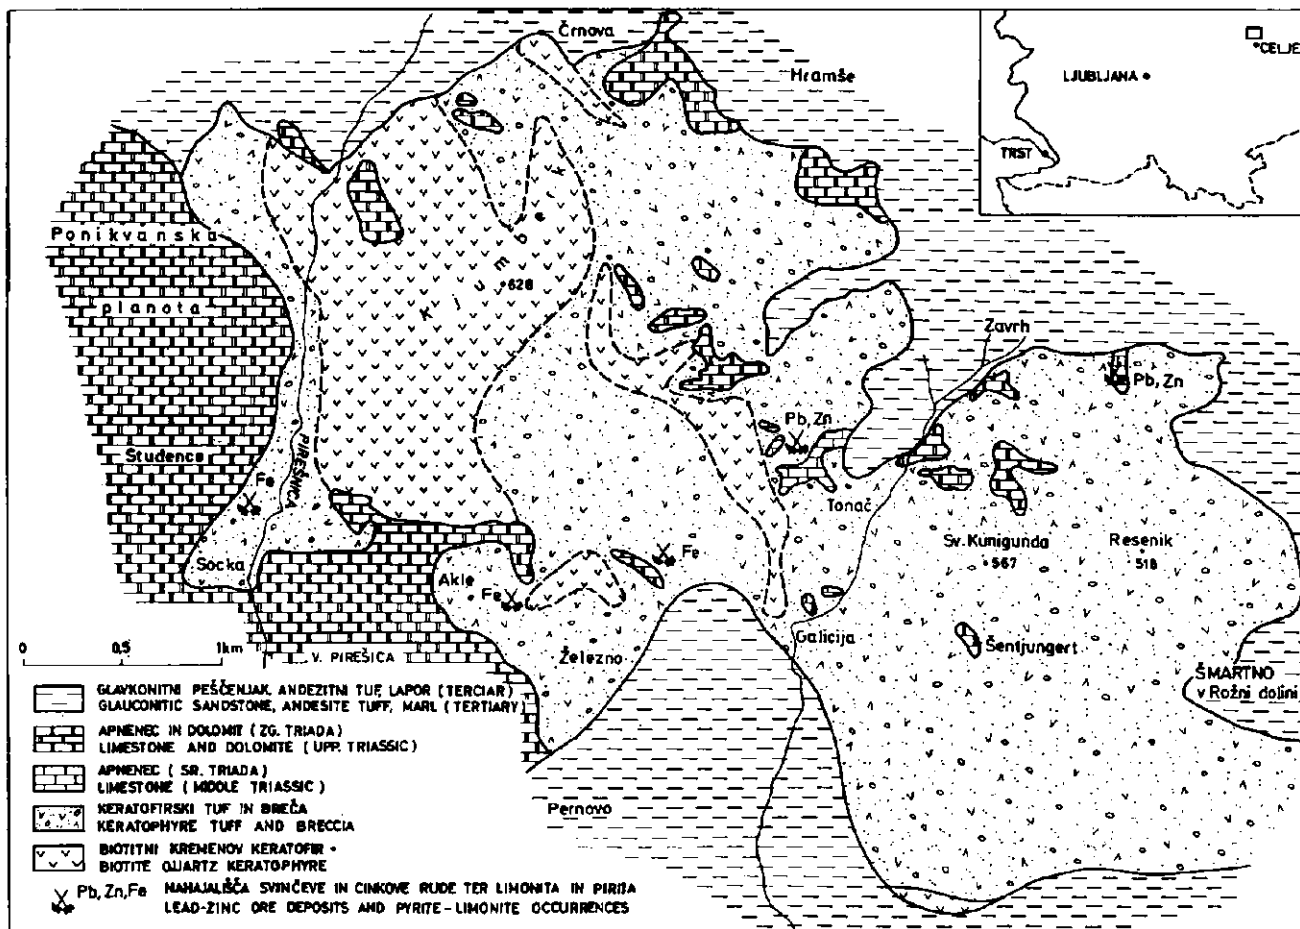 Črnova
Hramše
CELJE
LJUBLJANA
TRST
Ponikvanska
planota
Klumberk
628
Zavrh
Pb, Zn
Pb, Zn
Studence
Fe
PIREŠNICA
Tonač
Sv. Kunigunda
567
Resenik
518
Socka
Akle
Fe
Fe
Galicija
Šentjungert
Železno
V. PIREŠICA
ŠMARTNO
v Rožni dolini
Pernovo
0 0,5 1km
GLAVKONITNI PEŠČENJAK, ANDEZITNI TUF, LAPOR (TERCIAR)
GLAUCONITIC SANDSTONE, ANDESITE TUFF, MARL (TERTIARY)
APNENEC IN DOLOMIT (ZG. TRIADA)
LIMESTONE AND DOLOMITE (UPP. TRIASSIC)
APNENEC (SR. TRIADA)
LIMESTONE (MIDDLE TRIASSIC)
KERATOFIRSKI TUF IN BREČA
KERATOPHYRE TUFF AND BRECCIA
BIOTITNI KREMENOV KERATOFIR
BIOTITE QUARTZ KERATOPHYRE
Pb, Zn, Fe NAHAJALIŠČA SVINČEVE IN CINKOVE RUDE TER LIMONITA IN PIRITA
LEAD-ZINC ORE DEPOSITS AND PYRITE-LIMONITE OCCURRENCES